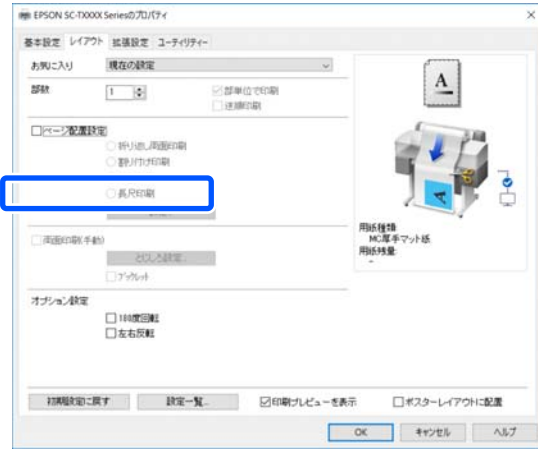 EPSON SC-TXXXX Seriesのプロパティ
基本設定 レイアウト 拡張設定 ユーティリティー
お気に入り 現在の設定
部数 1 部単位で印刷
逆順印刷
ページ配置設定
折り返し両面印刷
割り付け印刷
長尺印刷
両面印刷(手動)
とじしろ設定...
ブックレット
オプション設定
180度回転
左右反転
A
A
用紙種類
MC厚手マット紙
用紙残量
-
初期設定に戻す 設定一覧... 印刷プレビューを表示 ポスターレイアウトに配置
OK キャンセル ヘルプ